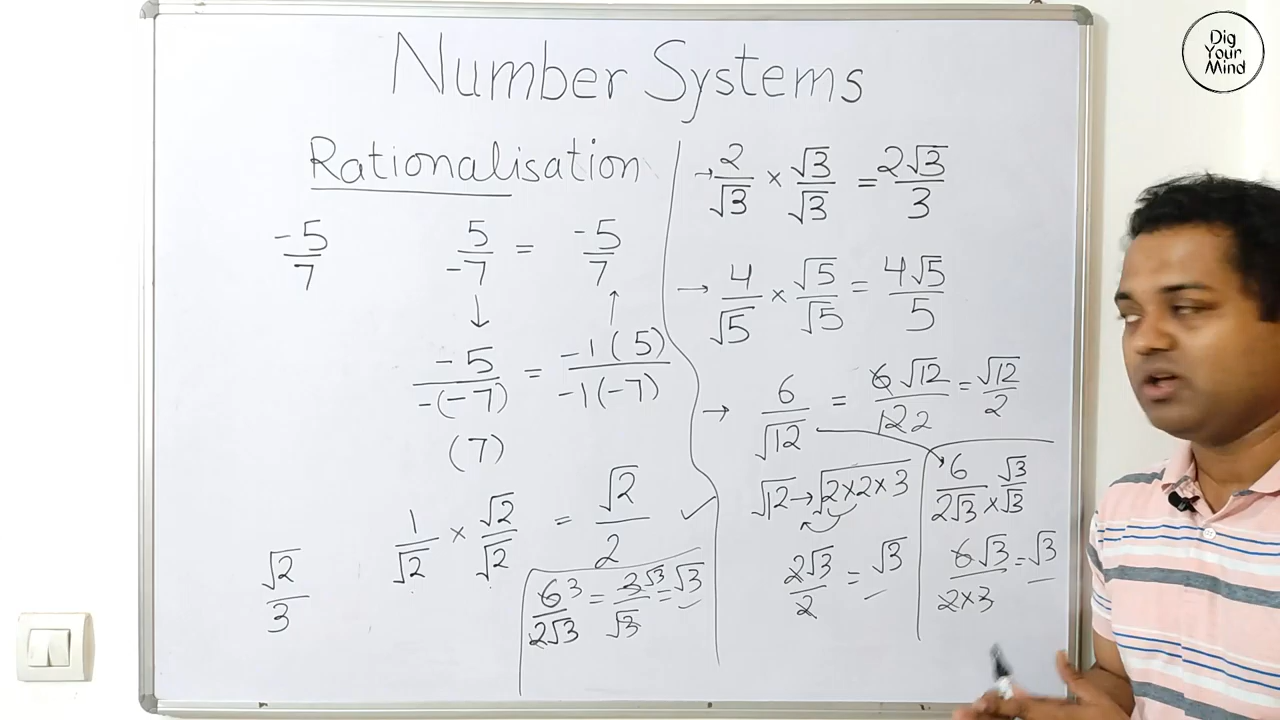 Number Systems
Dig
Your
Mind
Rationalisation
-5/7
5/-7 = -5/7
↓ ↑
-5/-(-7) = -1(5)/-1(-7)
(7)
1/√2 × √2/√2 = √2/2 ✓
√2/3
6 3/2√3 = 3√3/√3 = √3
→ 2/√3 × √3/√3 = 2√3/3
→ 4/√5 × √5/√5 = 4√5/5
→ 6/√12 = 6√12/12 2 = √12/2
√12 → √2×2×3
2√3/2 = √3
6/2√3 × √3/√3
6√3/2×3 = √3